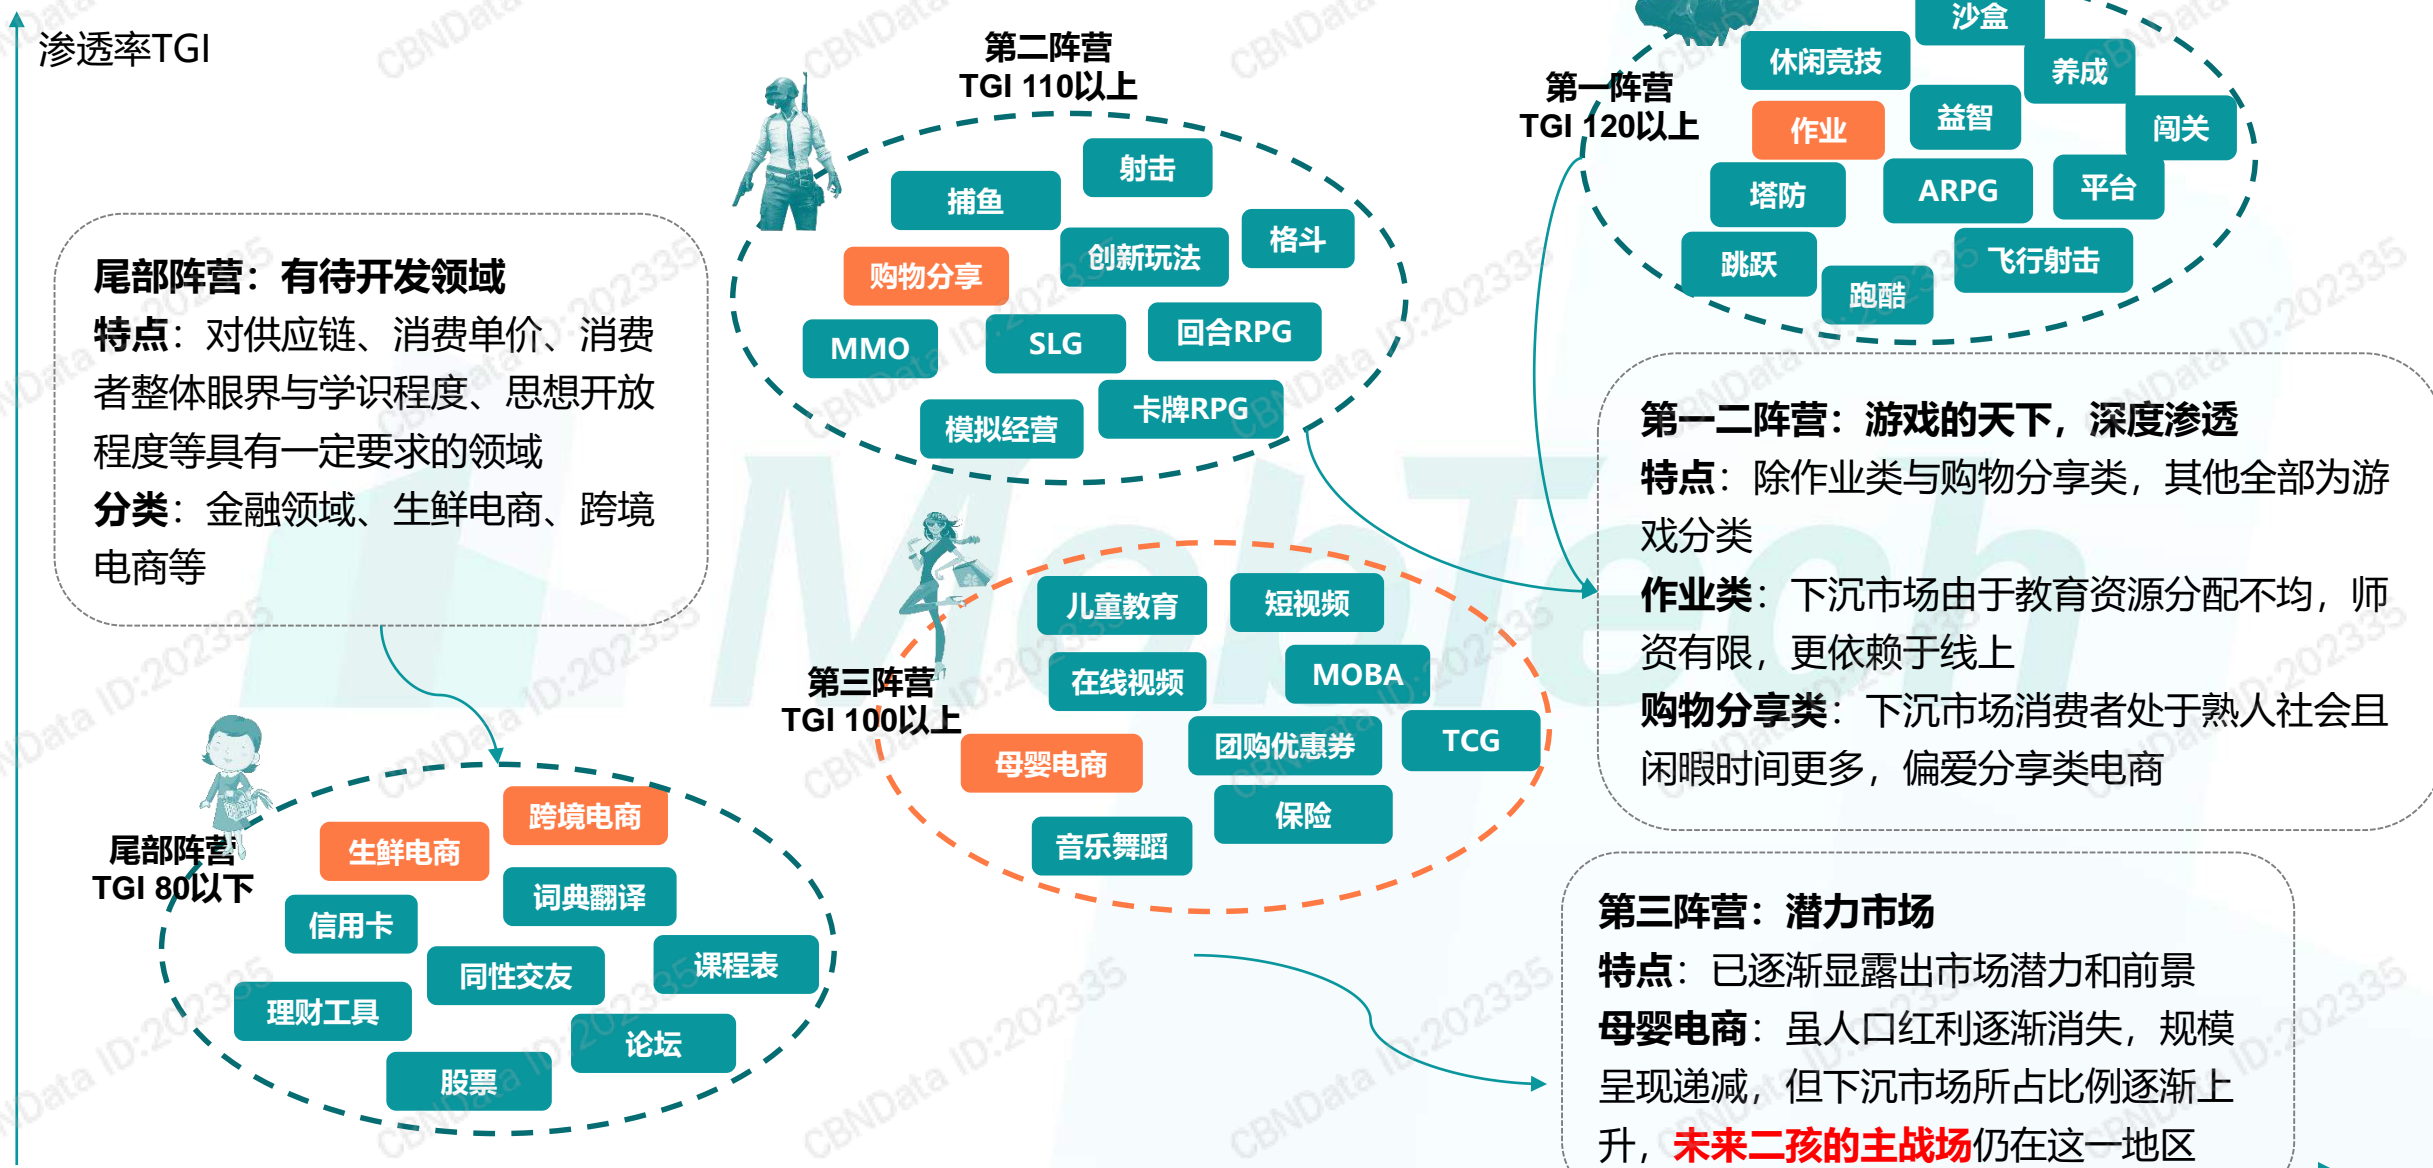 渗透率TGI
第二阵营
TGI 110以上
射击
捕鱼
格斗
创新玩法
购物分享
回合RPG
SLG
MMO
卡牌RPG
模拟经营
第一阵营
TGI 120以上
沙盒
休闲竞技
养成
益智
作业
闯关
塔防
ARPG
平台
跳跃
飞行射击
跑酷
尾部阵营：有待开发领域
特点：对供应链、消费单价、消费
者整体眼界与学识程度、思想开放
程度等具有一定要求的领域
分类：金融领域、生鲜电商、跨境
电商等
第一二阵营：游戏的天下，深度渗透
特点：除作业类与购物分享类，其他全部为游
戏分类
作业类：下沉市场由于教育资源分配不均，师
资有限，更依赖于线上
购物分享类：下沉市场消费者处于熟人社会且
闲暇时间更多，偏爱分享类电商
第三阵营
TGI 100以上
儿童教育
短视频
在线视频
MOBA
团购优惠券
TCG
母婴电商
保险
音乐舞蹈
尾部阵营
TGI 80以下
跨境电商
生鲜电商
词典翻译
信用卡
课程表
同性交友
理财工具
论坛
股票
第三阵营：潜力市场
特点：已逐渐显露出市场潜力和前景
母婴电商：虽人口红利逐渐消失，规模
呈现递减，但下沉市场所占比例逐渐上
升，未来二孩的主战场仍在这一地区
MobTech
CBNData ID:202335